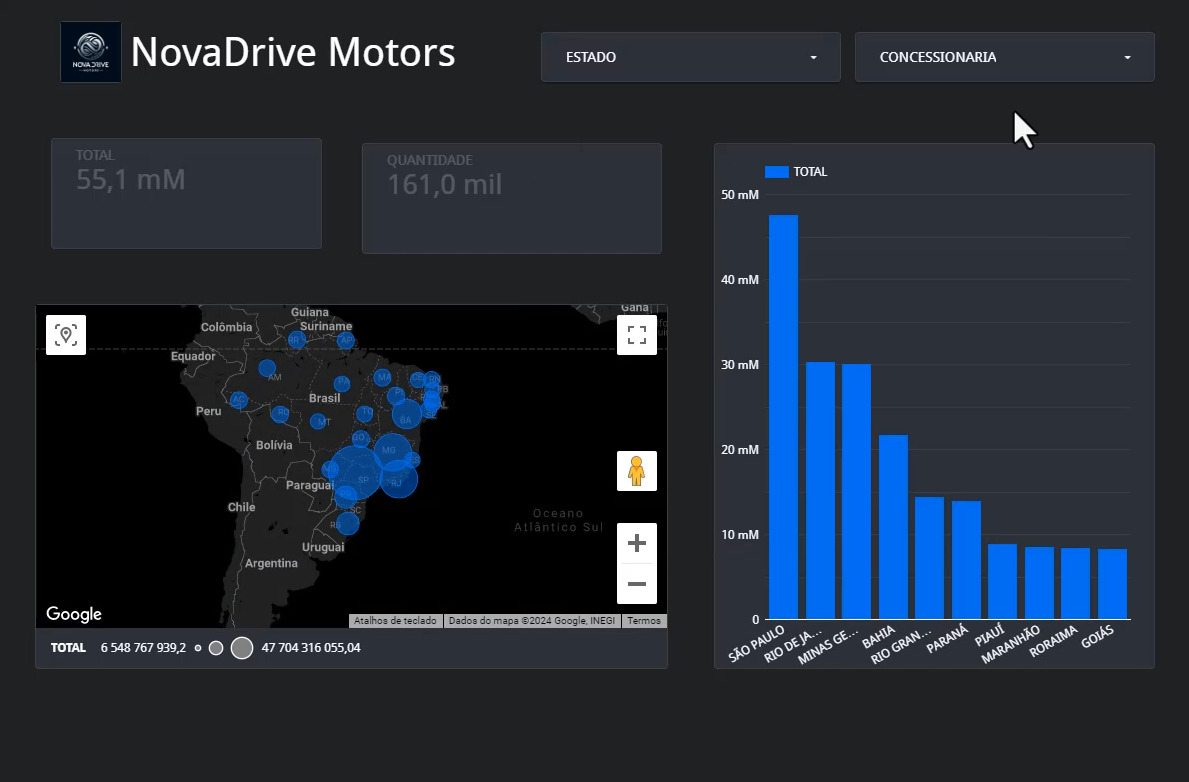 NOVA DRIVE
MOTORS
NovaDrive Motors
ESTADO
CONCESSIONARIA
TOTAL
55,1 mM
QUANTIDADE
161,0 mil
TOTAL
50 mM
40 mM
30 mM
20 mM
10 mM
0
SÃO PAULO
RIO DE JA...
MINAS GE...
BAHIA
RIO GRAN...
PARANÁ
PIAUÍ
MARANHÃO
RORAIMA
GOIÁS
Guiana
Gana
Colômbia
Suriname
RR
AP
Equador
AM
PA
MA
CE
RN
PB
Brasil
PI
AC
Peru
RO
MT
TO
BA
AL
SE
GO
Bolívia
MG
ES
Paraguai
SP
RJ
PR
Chile
SC
RS
Oceano
Atlântico Sul
Uruguai
Argentina
Google
Atalhos de teclado
Dados do mapa ©2024 Google, INEGI
Termos
TOTAL 6 548 767 939,2 47 704 316 055,04